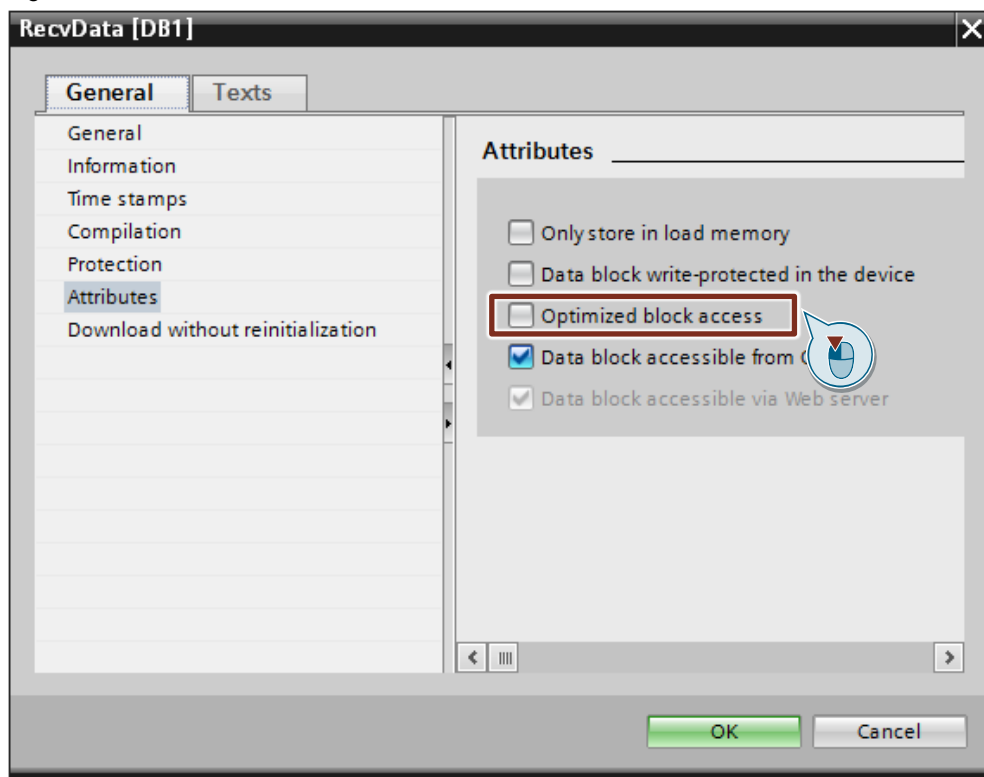 RecvData [DB1]
General Texts
General
Information
Time stamps
Compilation
Protection
Attributes
Download without reinitialization
Attributes
Only store in load memory
Data block write-protected in the device
Optimized block access
Data block accessible from
Data block accessible via Web server
OK Cancel